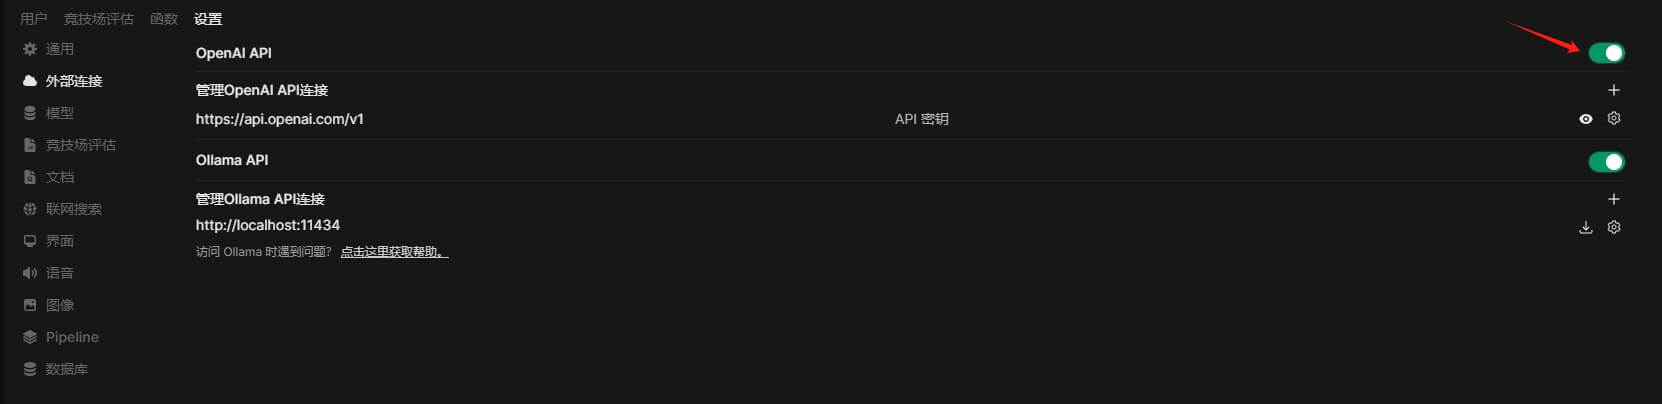 用户 竞技场评估 函数 设置
通用
外部连接
模型
竞技场评估
文档
联网搜索
界面
语音
图像
Pipeline
数据库
OpenAI API
管理OpenAI API连接
https://api.openai.com/v1 API 密钥
Ollama API
管理Ollama API连接
http://localhost:11434
访问 Ollama 时遇到问题？ 点击这里获取帮助。